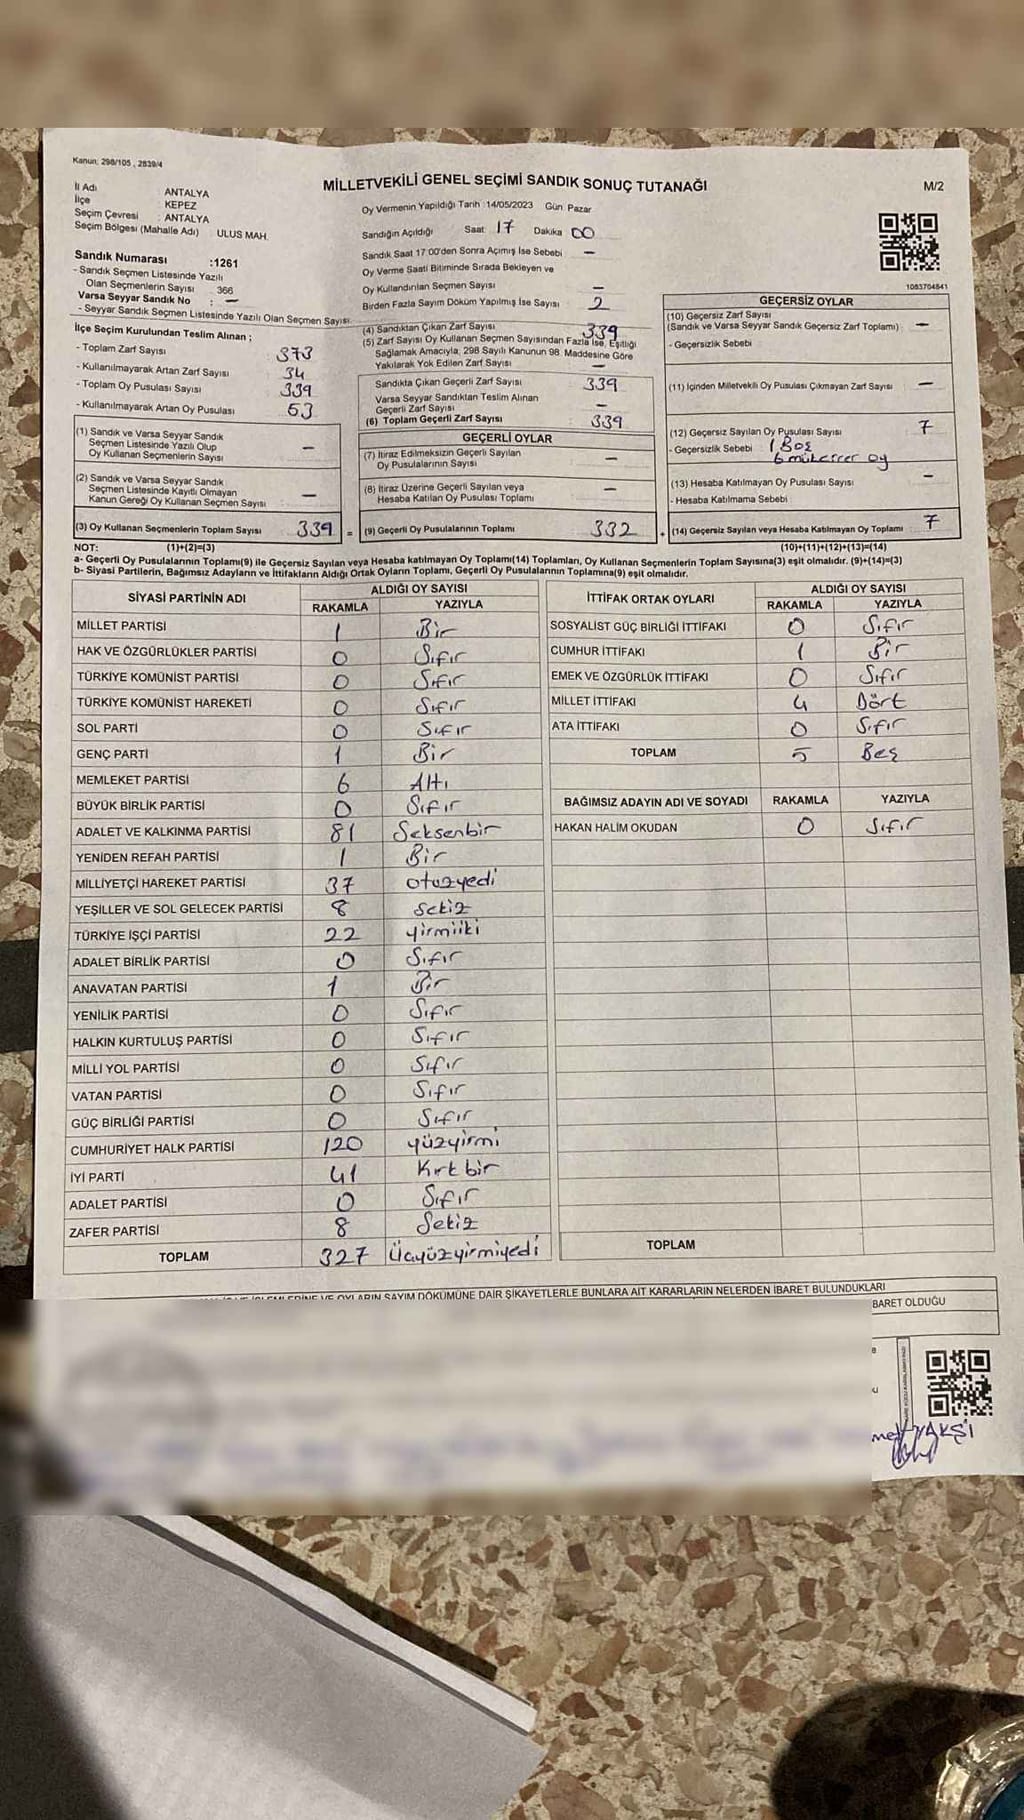 Kanun: 298/105 , 2839/4
MİLLETVEKİLİ GENEL SEÇİMİ SANDIK SONUÇ TUTANAĞI
M/2
İl Adı ANTALYA
İlçe KEPEZ
Seçim Çevresi : ANTALYA
Seçim Bölgesi (Mahalle Adı) : ULUS MAH.
Sandık Numarası :1261
- Sandık Seçmen Listesinde Yazılı
Olan Seçmenlerin Sayısı : 366
Varsa Seyyar Sandık No : —
- Seyyar Sandık Seçmen Listesinde Yazılı Olan Seçmen Sayısı
Oy Vermenin Yapıldığı Tarih :14/05/2023 Gün: Pazar
Sandığın Açıldığı Saat: 17 Dakika: 00
Sandık Saat 17:00'den Sonra Açımış İse Sebebi —
Oy Verme Saati Bitiminde Sırada Bekleyen ve
Oy Kullandırılan Seçmen Sayısı —
Birden Fazla Sayım Döküm Yapılmış İse Sayısı 2
1083704841
İlçe Seçim Kurulundan Teslim Alınan ;
- Toplam Zarf Sayısı 373
- Kullanılmayarak Artan Zarf Sayısı 34
- Toplam Oy Pusulası Sayısı 339
- Kullanılmayarak Artan Oy Pusulası 53
(1) Sandık ve Varsa Seyyar Sandık
Seçmen Listesinde Yazılı Olup
Oy Kullanan Seçmenlerin Sayısı —
(2) Sandık ve Varsa Seyyar Sandık
Seçmen Listesinde Kayıtlı Olmayan
Kanun Gereği Oy Kullanan Seçmen Sayısı —
(3) Oy Kullanan Seçmenlerin Toplam Sayısı 339 =
(4) Sandıktan Çıkan Zarf Sayısı 339
(5) Zarf Sayısı Oy Kullanan Seçmen Sayısından Fazla İse, Eşitliği
Sağlamak Amacıyla; 298 Sayılı Kanunun 98. Maddesine Göre
Yakılarak Yok Edilen Zarf Sayısı —
Sandıkta Çıkan Geçerli Zarf Sayısı 339
Varsa Seyyar Sandıktan Teslim Alınan
Geçerli Zarf Sayısı —
(6) Toplam Geçerli Zarf Sayısı 339
GEÇERLİ OYLAR
(7) İtiraz Edilmeksizin Geçerli Sayılan
Oy Pusulalarının Sayısı —
(8) İtiraz Üzerine Geçerli Sayılan veya
Hesaba Katılan Oy Pusulası Toplamı —
(9) Geçerli Oy Pusulalarının Toplamı 332 +
GEÇERSİZ OYLAR
(10) Geçersiz Zarf Sayısı
(Sandık ve Varsa Seyyar Sandık Geçersiz Zarf Toplamı) —
- Geçersizlik Sebebi
(11) İçinden Milletvekili Oy Pusulası Çıkmayan Zarf Sayısı —
(12) Geçersiz Sayılan Oy Pusulası Sayısı 7
- Geçersizlik Sebebi 1 Boş
6 mükerrer oy
(13) Hesaba Katılmayan Oy Pusulası Sayısı —
- Hesaba Katılmama Sebebi
(14) Geçersiz Sayılan veya Hesaba Katılmayan Oy Toplamı 7
NOT: (1)+(2)=(3) (10)+(11)+(12)+(13)=(14)
a- Geçerli Oy Pusulalarının Toplamı(9) ile Geçersiz Sayılan veya Hesaba katılmayan Oy Toplamı(14) Toplamları, Oy Kullanan Seçmenlerin Toplam Sayısına(3) eşit olmalıdır. (9)+(14)=(3)
b- Siyasi Partilerin, Bağımsız Adayların ve İttifakların Aldığı Ortak Oyların Toplamı, Geçerli Oy Pusulalarının Toplamına(9) eşit olmalıdır.
SİYASİ PARTİNİN ADI ALDIĞI OY SAYISI
RAKAMLA YAZIYLA
MİLLET PARTİSİ 1 Bir
HAK VE ÖZGÜRLÜKLER PARTİSİ 0 Sıfır
TÜRKİYE KOMÜNİST PARTİSİ 0 Sıfır
TÜRKİYE KOMÜNİST HAREKETİ 0 Sıfır
SOL PARTİ 0 Sıfır
GENÇ PARTİ 1 Bir
MEMLEKET PARTİSİ 6 Altı
BÜYÜK BİRLİK PARTİSİ 0 Sıfır
ADALET VE KALKINMA PARTİSİ 81 Seksenbir
YENİDEN REFAH PARTİSİ 1 Bir
MİLLİYETÇİ HAREKET PARTİSİ 37 otuzyedi
YEŞİLLER VE SOL GELECEK PARTİSİ 8 sekiz
TÜRKİYE İŞÇİ PARTİSİ 22 yirmiiki
ADALET BİRLİK PARTİSİ 0 Sıfır
ANAVATAN PARTİSİ 1 Bir
YENİLİK PARTİSİ 0 Sıfır
HALKIN KURTULUŞ PARTİSİ 0 Sıfır
MİLLİ YOL PARTİSİ 0 Sıfır
VATAN PARTİSİ 0 Sıfır
GÜÇ BİRLİĞİ PARTİSİ 0 Sıfır
CUMHURİYET HALK PARTİSİ 120 yüzyirmi
İYİ PARTİ 41 Kırkbir
ADALET PARTİSİ 0 Sıfır
ZAFER PARTİSİ 8 Sekiz
TOPLAM 327 Üçyüzyirmiyedi
İTTİFAK ORTAK OYLARI ALDIĞI OY SAYISI
RAKAMLA YAZIYLA
SOSYALİST GÜÇ BİRLİĞİ İTTİFAKI 0 Sıfır
CUMHUR İTTİFAKI 1 Bir
EMEK VE ÖZGÜRLÜK İTTİFAKI 0 Sıfır
MİLLET İTTİFAKI 4 Dört
ATA İTTİFAKI 0 Sıfır
TOPLAM 5 Beş
BAĞIMSIZ ADAYIN ADI VE SOYADI RAKAMLA YAZIYLA
HAKAN HALİM OKUDAN 0 Sıfır
TOPLAM
OYLARIN SAYIM DÖKÜMÜNE DAİR ŞİKAYETLERLE BUNLARA AİT KARARLARIN NELERDEN İBARET BULUNDUKLARI
BARET OLDUĞU